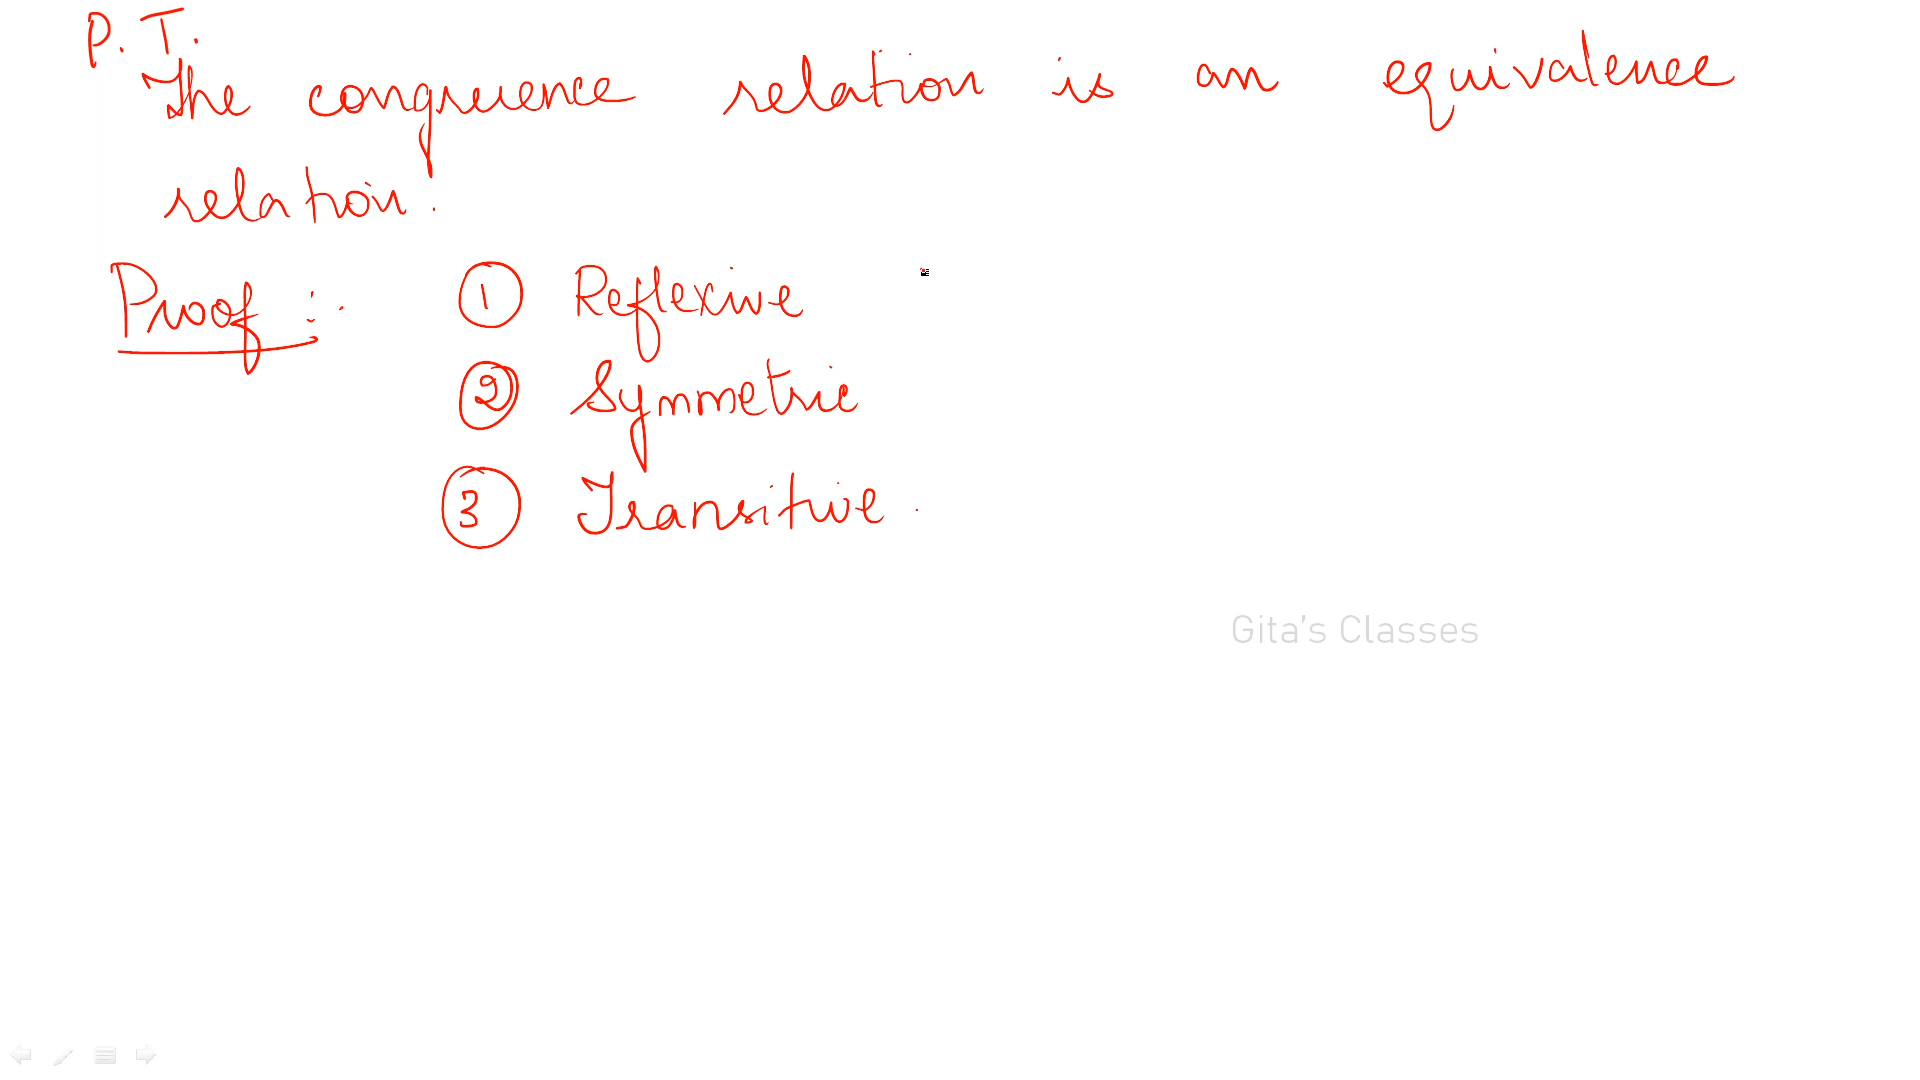 P. T.
The congruence relation is an equivalence
relation.
Proof :-
① Reflexive
② Symmetric
③ Transitive.
Gita's Classes